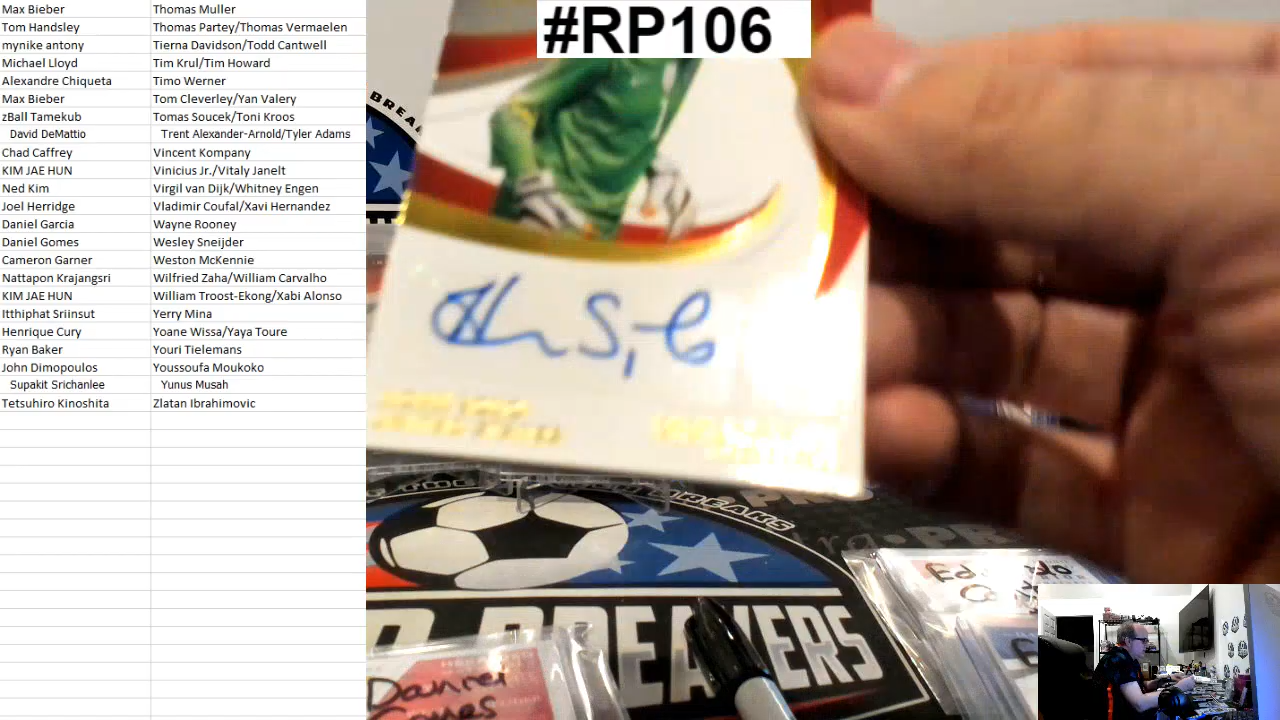 #RP106
Max Bieber Thomas Muller
Tom Handsley Thomas Partey/Thomas Vermaelen
mynike antony Tierna Davidson/Todd Cantwell
Michael Lloyd Tim Krul/Tim Howard
Alexandre Chiqueta Timo Werner
Max Bieber Tom Cleverley/Yan Valery
zBall Tamekub Tomas Soucek/Toni Kroos
David DeMattio Trent Alexander-Arnold/Tyler Adams
Chad Caffrey Vincent Kompany
KIM JAE HUN Vinicius Jr./Vitaly Janelt
Ned Kim Virgil van Dijk/Whitney Engen
Joel Herridge Vladimir Coufal/Xavi Hernandez
Daniel Garcia Wayne Rooney
Daniel Gomes Wesley Sneijder
Cameron Garner Weston McKennie
Nattapon Krajangsri Wilfried Zaha/William Carvalho
KIM JAE HUN William Troost-Ekong/Xabi Alonso
Itthiphat Sriinsut Yerry Mina
Henrique Cury Yoane Wissa/Yaya Toure
Ryan Baker Youri Tielemans
John Dimopoulos Youssoufa Moukoko
Supakit Srichanlee Yunus Musah
Tetsuhiro Kinoshita Zlatan Ibrahimovic
BREAKERS
Daniel
Gomes